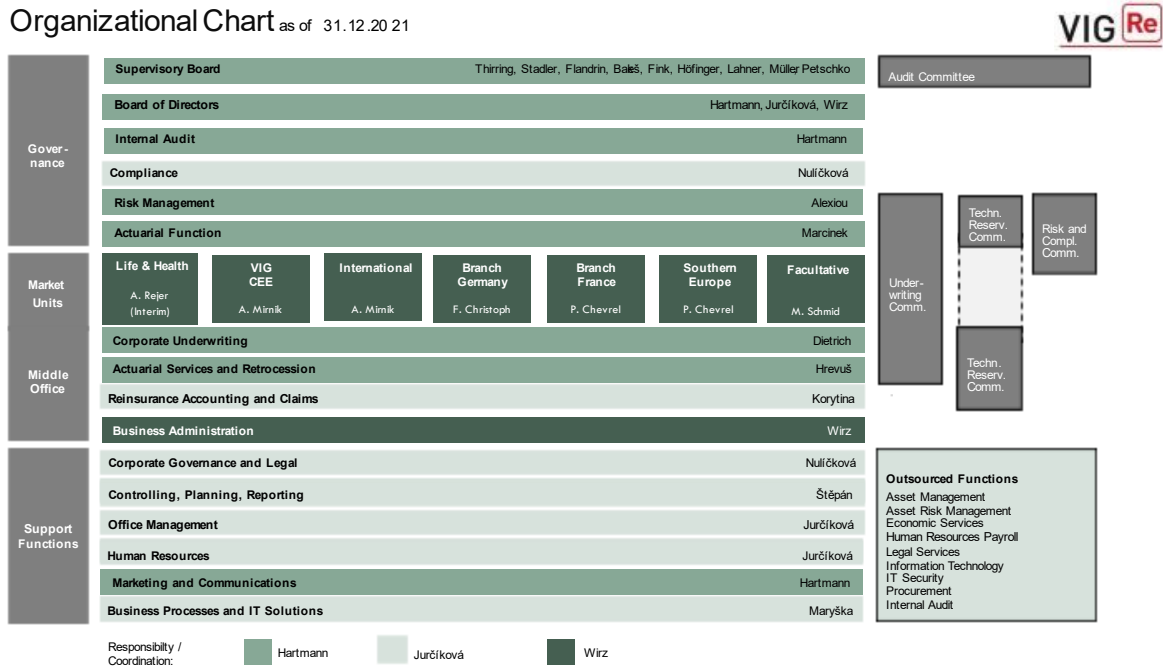 Organizational Chart as of 31.12.20 21
VIG Re
Gover-
nance
Supervisory Board Thirring, Stadler, Flandrin, Baleš, Fink, Höfinger, Lahner, Müller, Petschko
Board of Directors Hartmann, Jurčíková, Wirz
Internal Audit Hartmann
Compliance Nulíčková
Risk Management Alexiou
Actuarial Function Marcinek
Audit Committee
Market
Units
Life & Health
A. Rejer
(Interim)
VIG
CEE
A. Mirnik
International
A. Mirnik
Branch
Germany
F. Christoph
Branch
France
P. Chevrel
Southern
Europe
P. Chevrel
Facultative
M. Schmid
Under-
writing
Comm.
Techn.
Reserv.
Comm.
Risk and
Compl.
Comm.
Techn.
Reserv.
Comm.
Middle
Office
Corporate Underwriting Dietrich
Actuarial Services and Retrocession Hrevuš
Reinsurance Accounting and Claims Korytina
Business Administration Wirz
Support
Functions
Corporate Governance and Legal Nulíčková
Controlling, Planning, Reporting Štěpán
Office Management Jurčíková
Human Resources Jurčíková
Marketing and Communications Hartmann
Business Processes and IT Solutions Maryška
Outsourced Functions
Asset Management
Asset Risk Management
Economic Services
Human Resources Payroll
Legal Services
Information Technology
IT Security
Procurement
Internal Audit
Responsibilty /
Coordination:
Hartmann
Jurčíková
Wirz